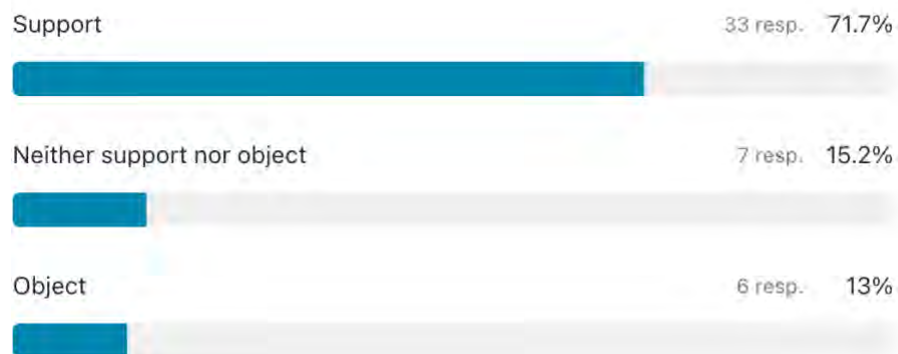 Support 33 resp. 71.7%
Neither support nor object 7 resp. 15.2%
Object 6 resp. 13%